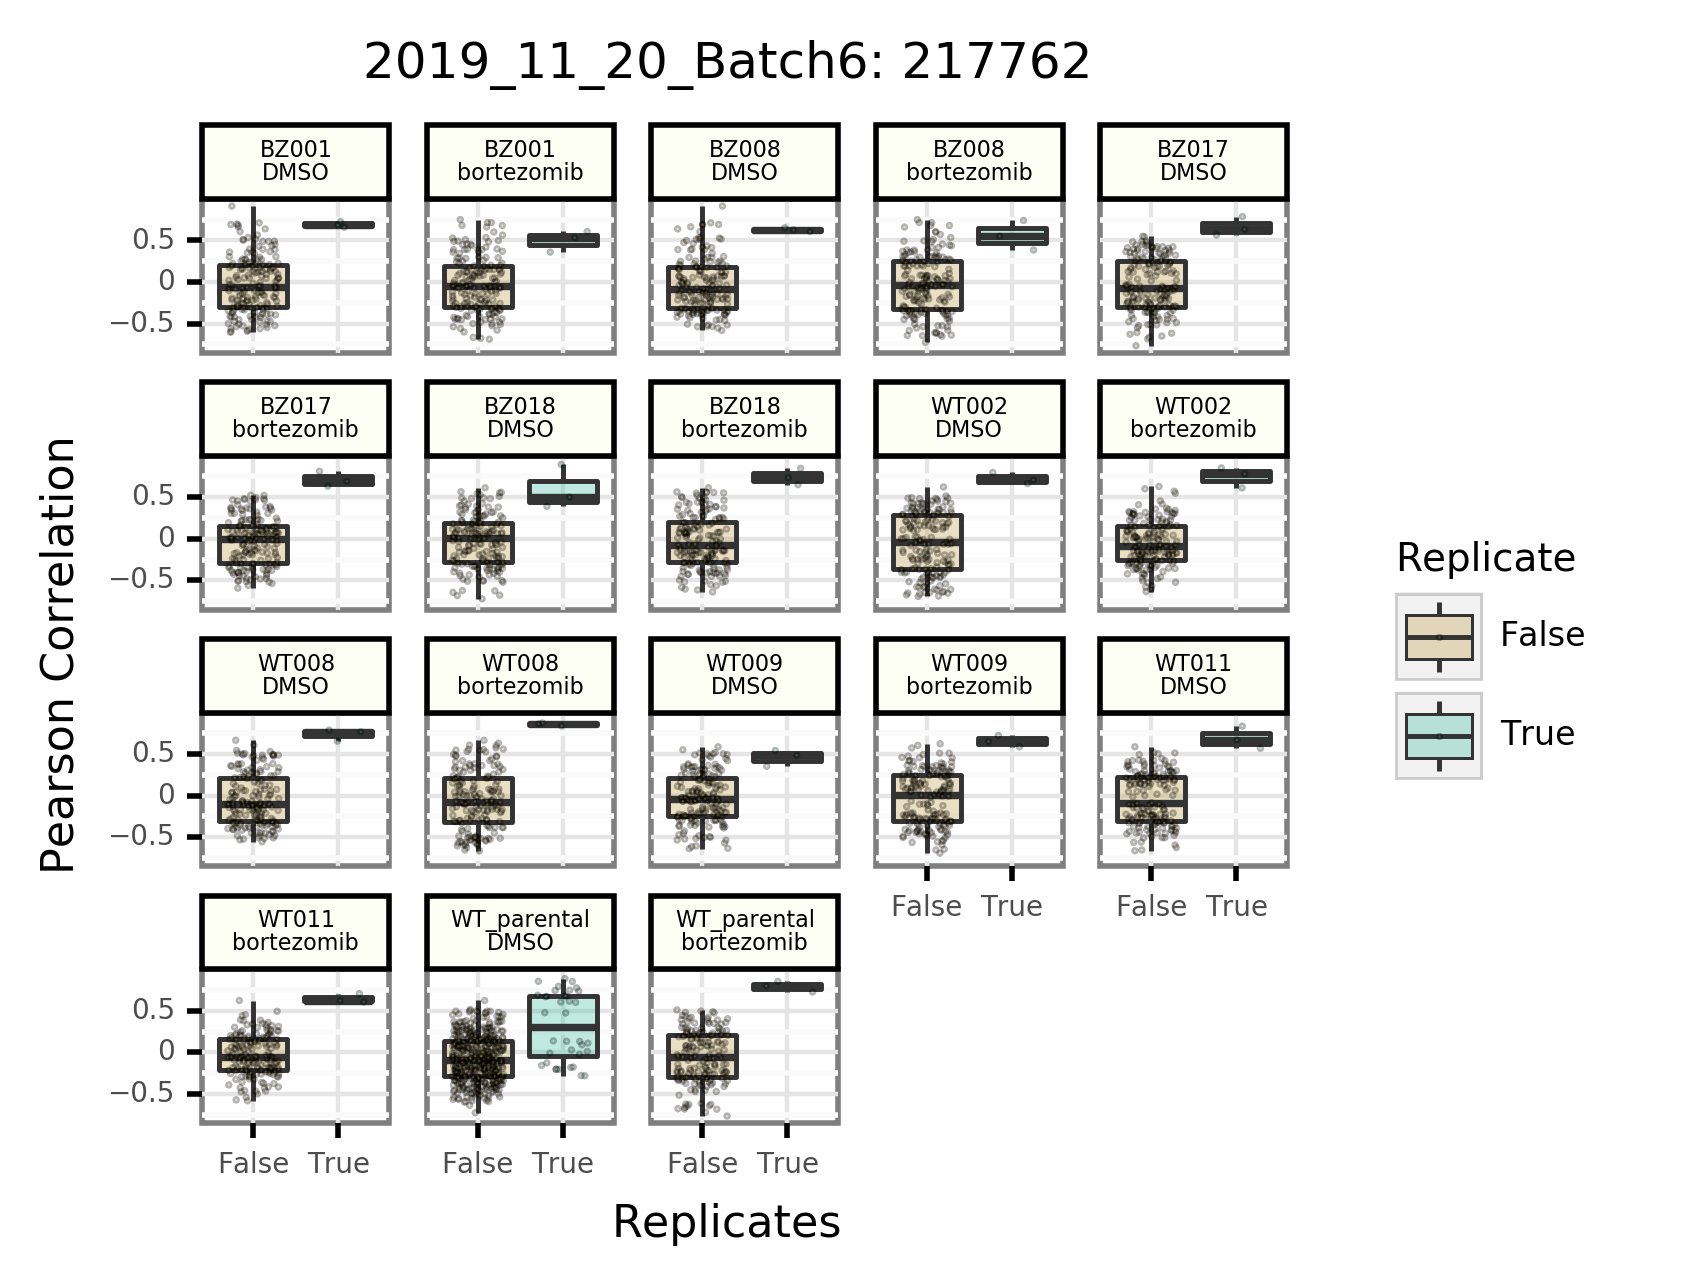 2019_11_20_Batch6: 217762
BZ001
DMSO
BZ001
bortezomib
BZ008
DMSO
BZ008
bortezomib
BZ017
DMSO
0.5
0
−0.5
BZ017
bortezomib
BZ018
DMSO
BZ018
bortezomib
WT002
DMSO
WT002
bortezomib
0.5
0
−0.5
WT008
DMSO
WT008
bortezomib
WT009
DMSO
WT009
bortezomib
WT011
DMSO
0.5
0
−0.5
False True
False True
WT011
bortezomib
WT_parental
DMSO
WT_parental
bortezomib
0.5
0
−0.5
False True
False True
False True
Replicates
Pearson Correlation
Replicate
False
True